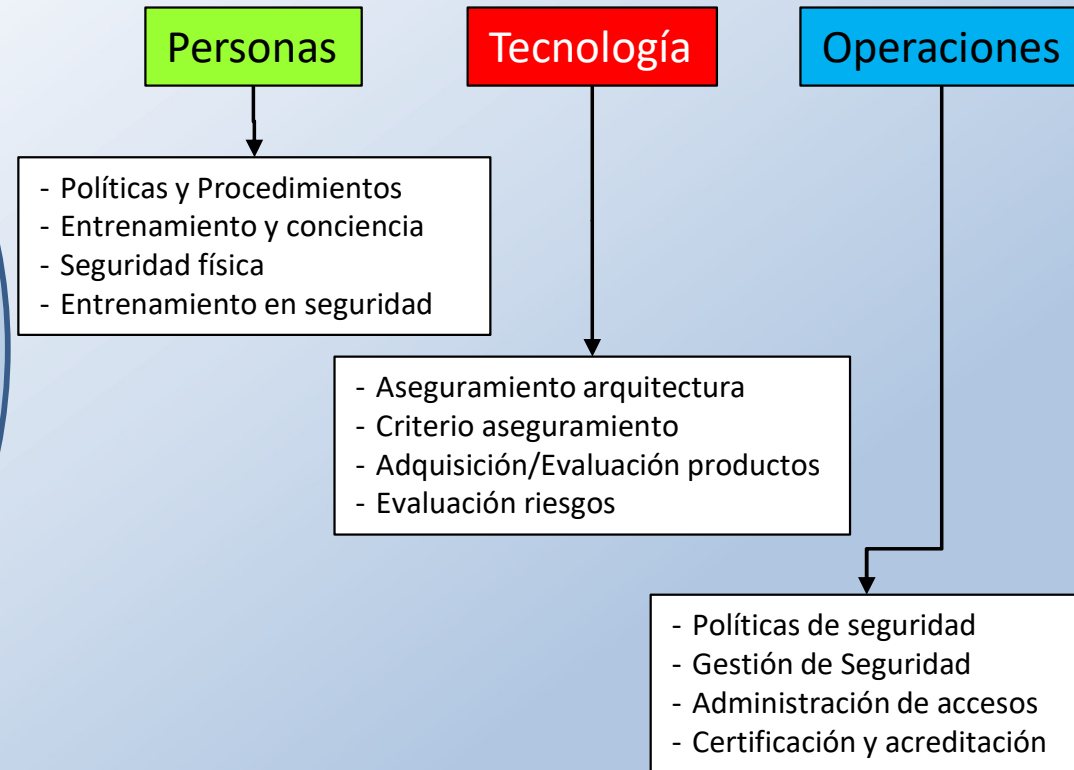 Personas
Tecnología
Operaciones
- Políticas y Procedimientos
- Entrenamiento y conciencia
- Seguridad física
- Entrenamiento en seguridad
- Aseguramiento arquitectura
- Criterio aseguramiento
- Adquisición/Evaluación productos
- Evaluación riesgos
- Políticas de seguridad
- Gestión de Seguridad
- Administración de accesos
- Certificación y acreditación